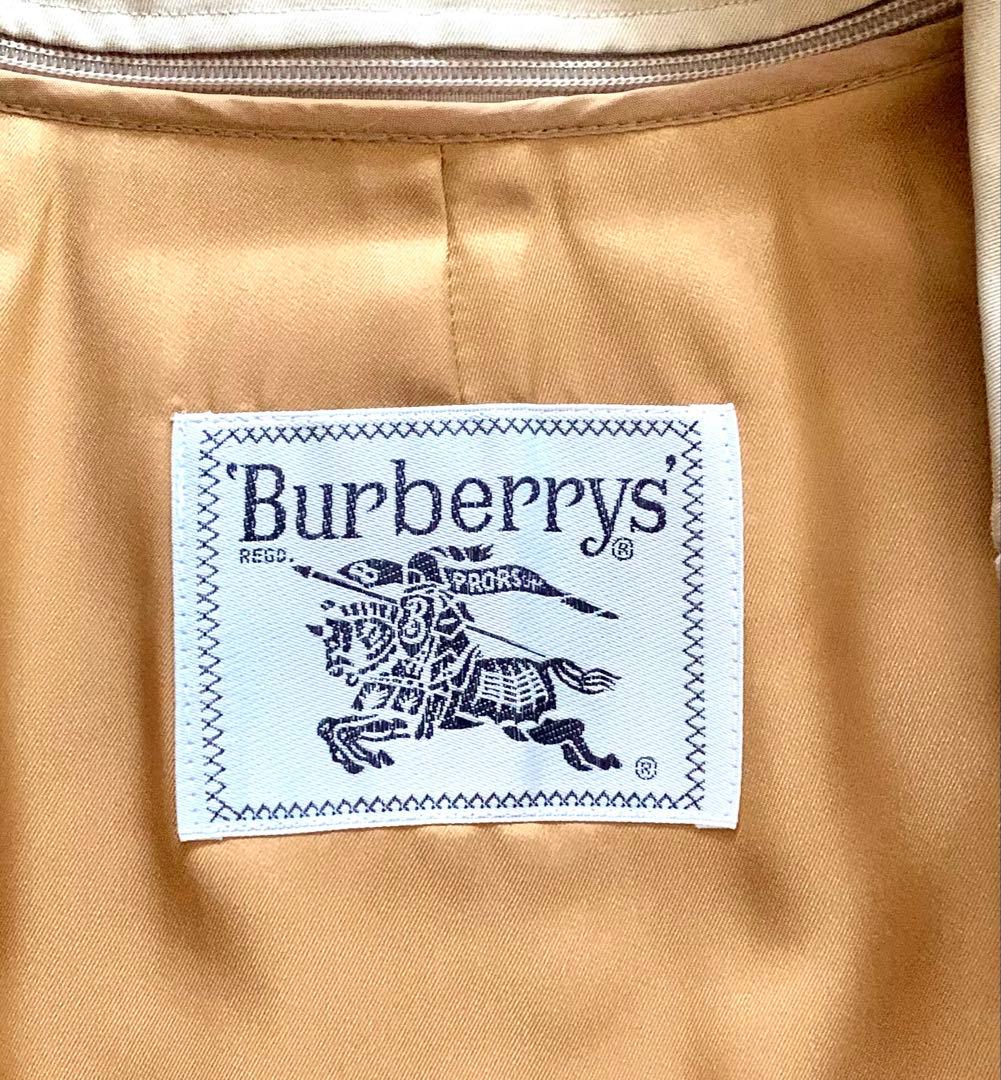 'Burberrys'
®
REGD.
B PRORSUM
B
®